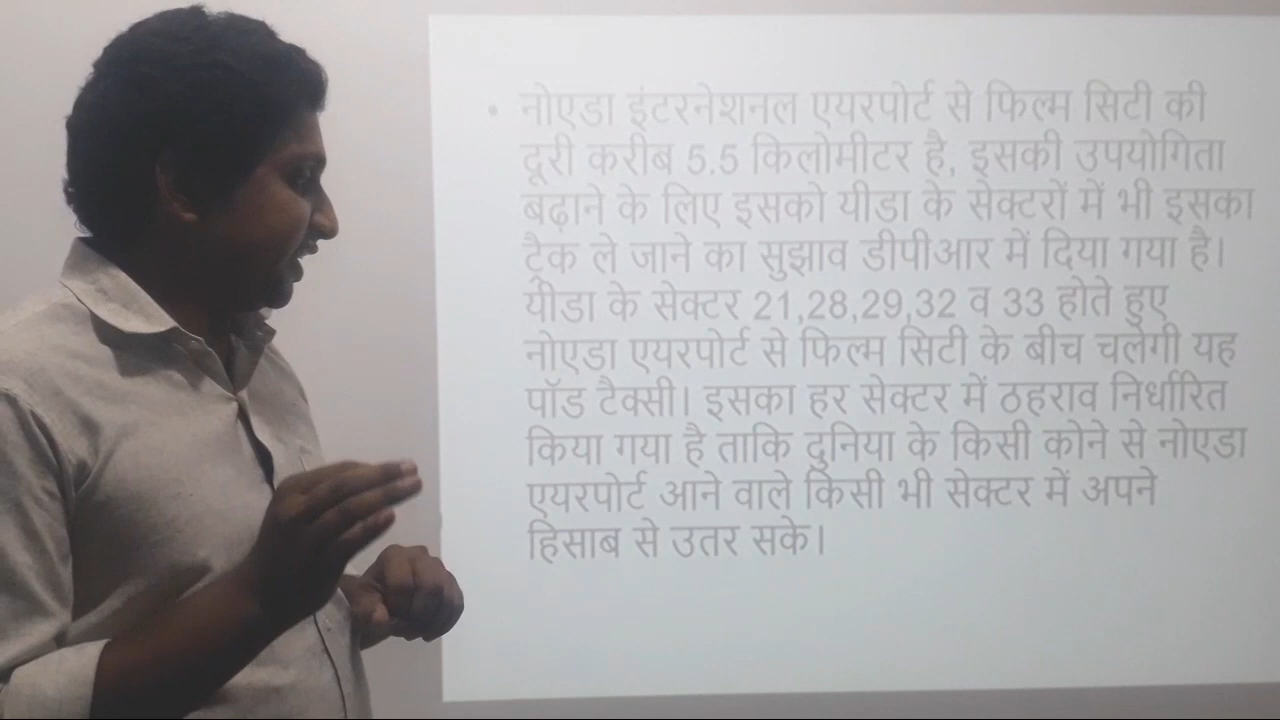 • नोएडा इंटरनेशनल एयरपोर्ट से फिल्म सिटी की
दूरी करीब 5.5 किलोमीटर है, इसकी उपयोगिता
बढ़ाने के लिए इसको यीडा के सेक्टरों में भी इसका
ट्रैक ले जाने का सुझाव डीपीआर में दिया गया है।
यीडा के सेक्टर 21,28,29,32 व 33 होते हुए
नोएडा एयरपोर्ट से फिल्म सिटी के बीच चलेगी यह
पॉड टैक्सी। इसका हर सेक्टर में ठहराव निर्धारित
किया गया है ताकि दुनिया के किसी कोने से नोएडा
एयरपोर्ट आने वाले किसी भी सेक्टर में अपने
हिसाब से उतर सके।